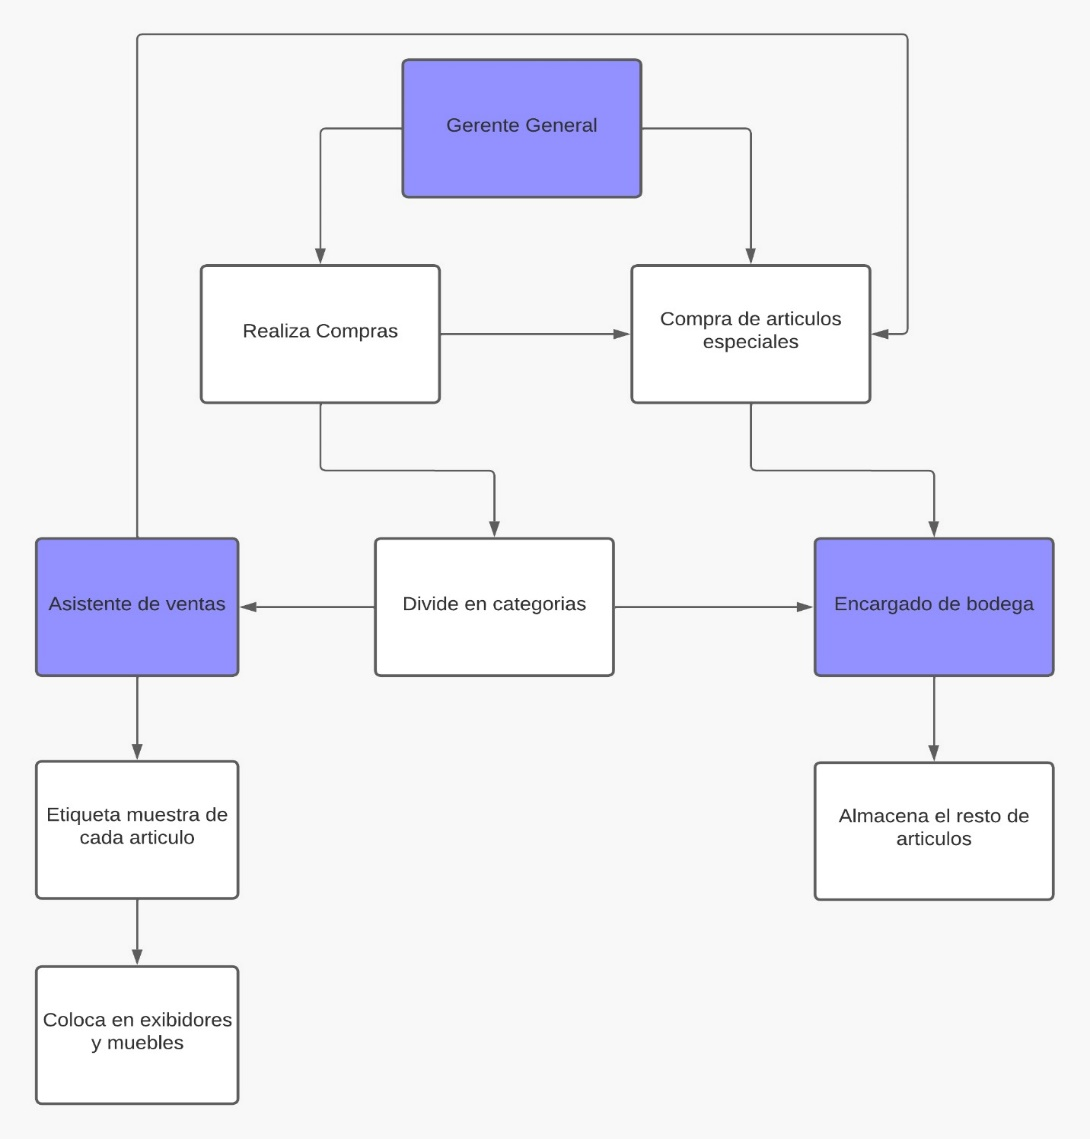 Gerente General
Realiza Compras
Compra de articulos
especiales
Asistente de ventas
Divide en categorias
Encargado de bodega
Etiqueta muestra de
cada articulo
Almacena el resto de
articulos
Coloca en exibidores
y muebles